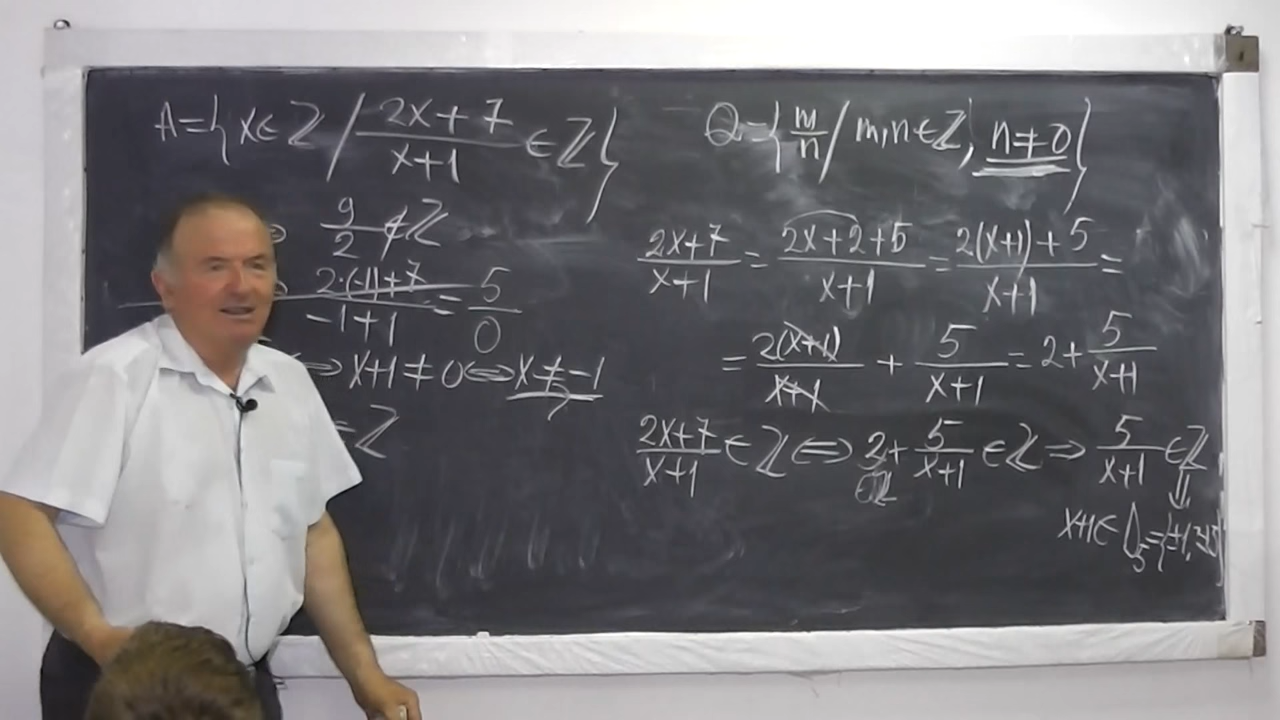 A={x∈ℤ / 2x+7/x+1 ∈ℤ}
9/2 ∉ℤ
2·(-1)+7/-1+1 = 5/0
⇔ x+1≠0 ⇔ x≠-1
ℤ
Q={m/n / m,n∈ℤ, n≠0}
2x+7/x+1 = 2x+2+5/x+1 = 2(x+1)+5/x+1 =
= 2(x+1)/x+1 + 5/x+1 = 2+ 5/x+1
2x+7/x+1 ∈ℤ ⇔ 2+ 5/x+1 ∈ℤ ⇒ 5/x+1 ∈ℤ
∈ℤ ⇓
x+1∈ D₅={±1,±5}